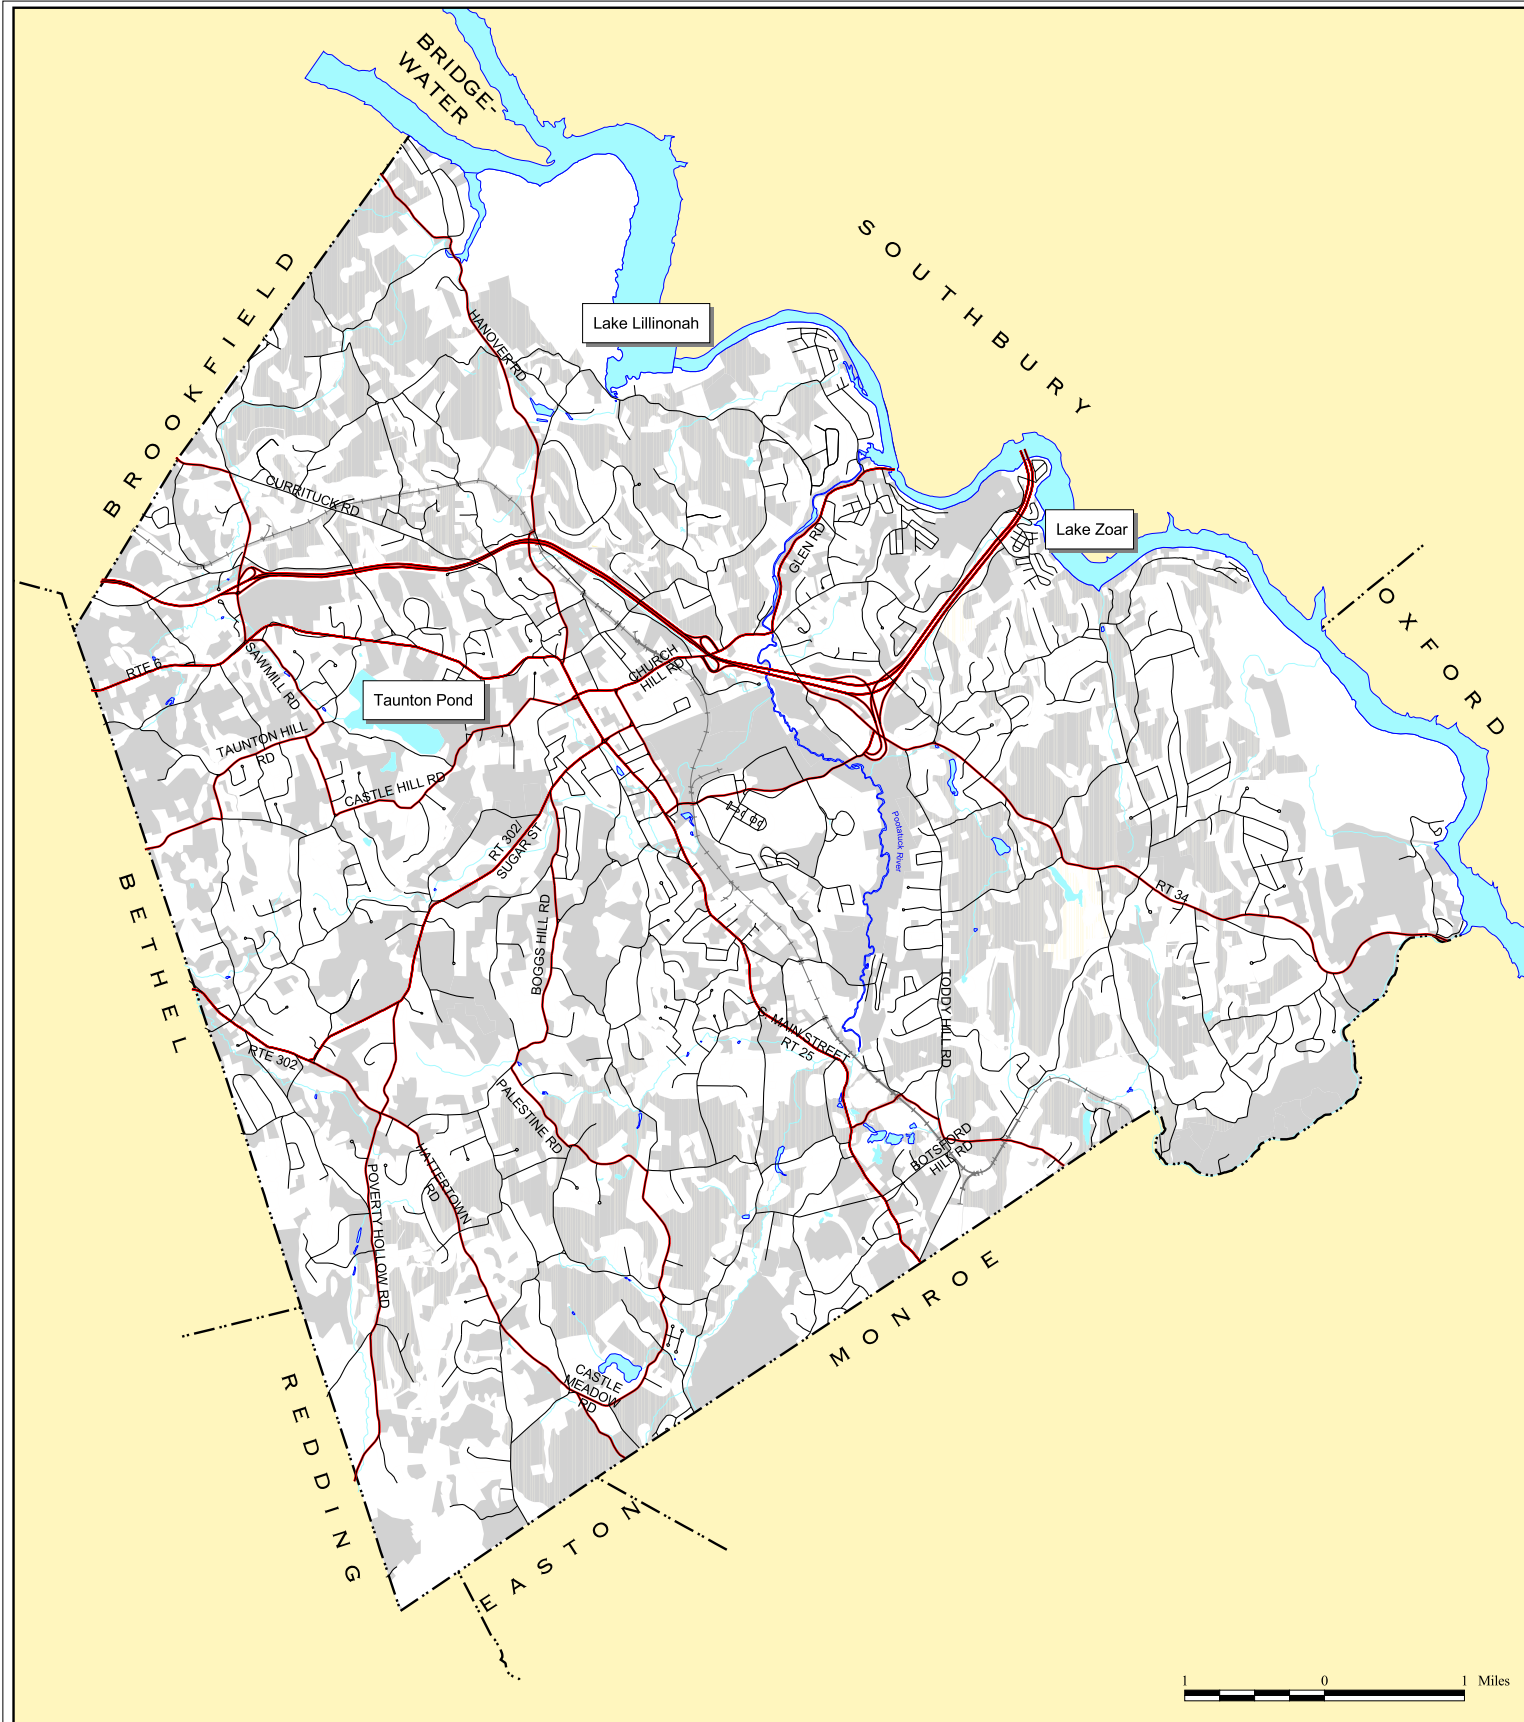 BRIDGE-
WATER
SOUTHBURY
BROOKFIELD
Lake Lillinonah
HANOVER RD
CURRITUCK RD
Lake Zoar
GLEN RD
OXFORD
RTE 6
SAWMILL RD
CHURCH
HILL RD
Taunton Pond
TAUNTON HILL
RD
CASTLE HILL RD
RT 302/
SUGAR ST
Pootatuck River
BETHEL
BOGGS HILL RD
RT 34
TODDY HILL RD
S. MAIN STREET
RT 25
RTE 302
PALESTINE RD
BOTSFORD
HILL RD
HATTERTOWN
RD
POVERTY HOLLOW RD
MONROE
CASTLE
MEADOW
RD
REDDING
EASTON
1 0 1 Miles